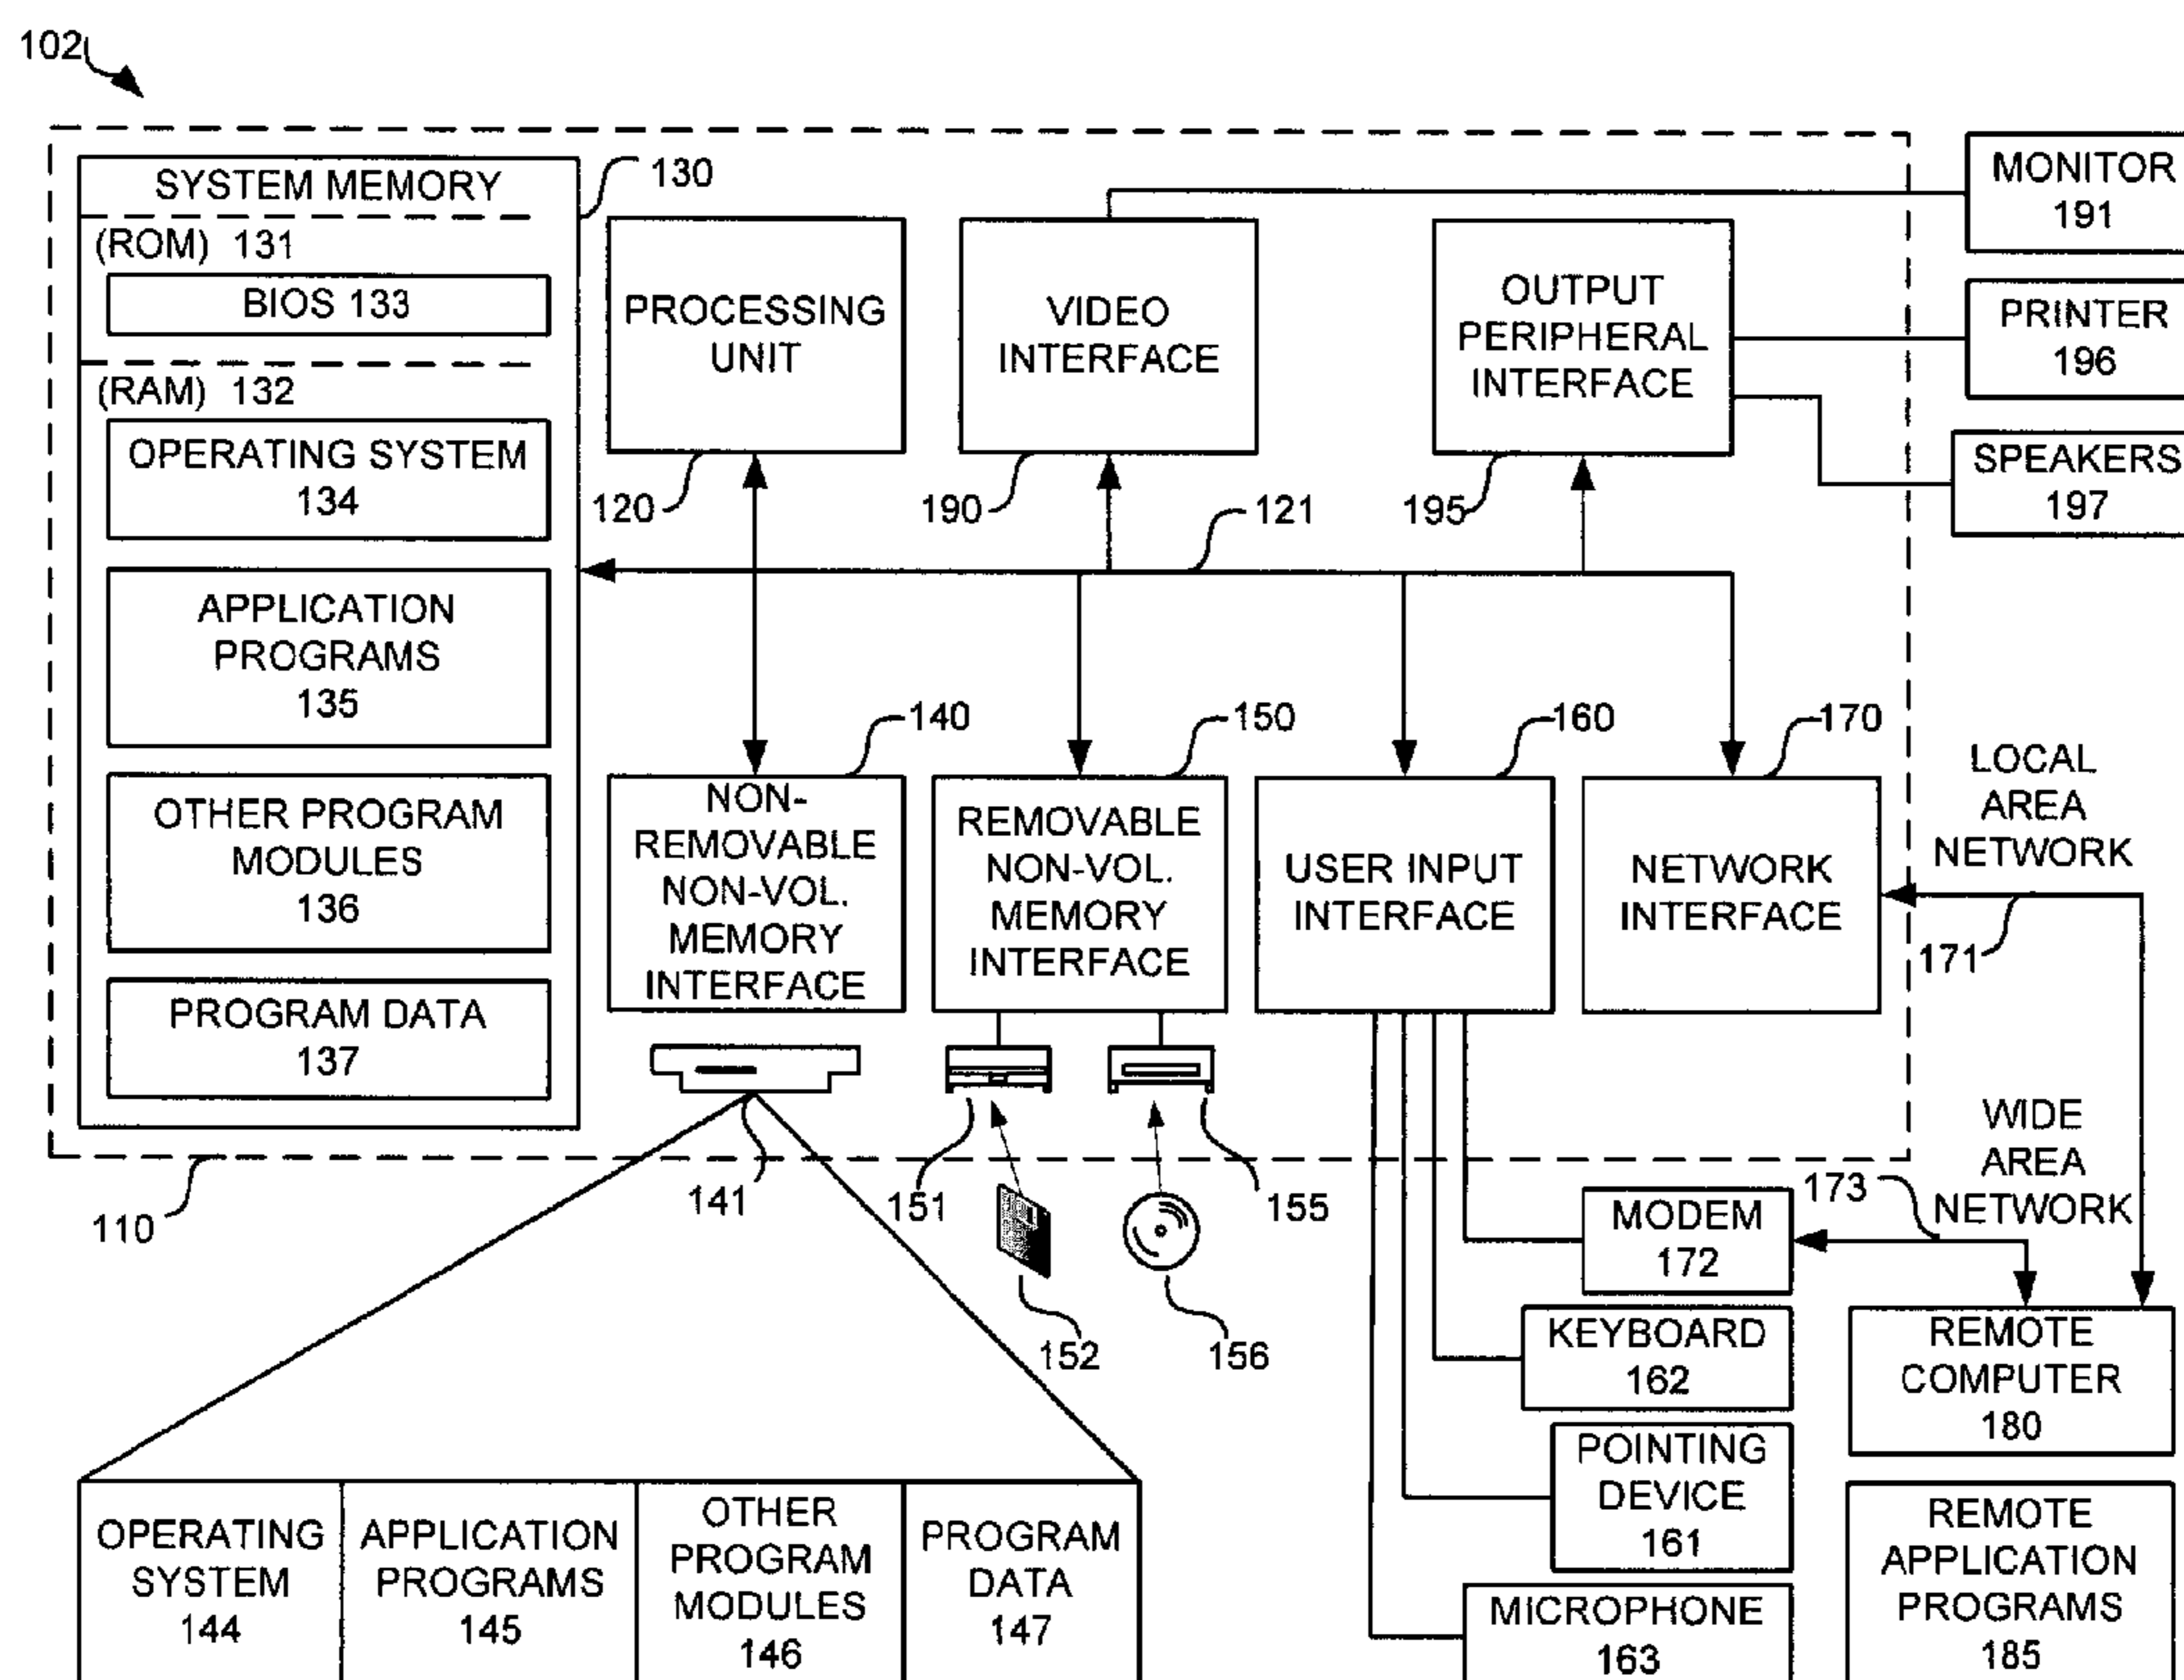 102
SYSTEM MEMORY
130
(ROM) 131
BIOS 133
(RAM) 132
OPERATING SYSTEM
134
APPLICATION
PROGRAMS
135
OTHER PROGRAM
MODULES
136
PROGRAM DATA
137
110
PROCESSING
UNIT
120
VIDEO
INTERFACE
190
121
OUTPUT
PERIPHERAL
INTERFACE
195
MONITOR
191
PRINTER
196
SPEAKERS
197
140
NON-
REMOVABLE
NON-VOL.
MEMORY
INTERFACE
150
REMOVABLE
NON-VOL.
MEMORY
INTERFACE
160
USER INPUT
INTERFACE
170
NETWORK
INTERFACE
LOCAL
AREA
NETWORK
171
141
151
152
155
156
WIDE
AREA
NETWORK
173
MODEM
172
KEYBOARD
162
POINTING
DEVICE
161
MICROPHONE
163
REMOTE
COMPUTER
180
REMOTE
APPLICATION
PROGRAMS
185
OPERATING
SYSTEM
144
APPLICATION
PROGRAMS
145
OTHER
PROGRAM
MODULES
146
PROGRAM
DATA
147